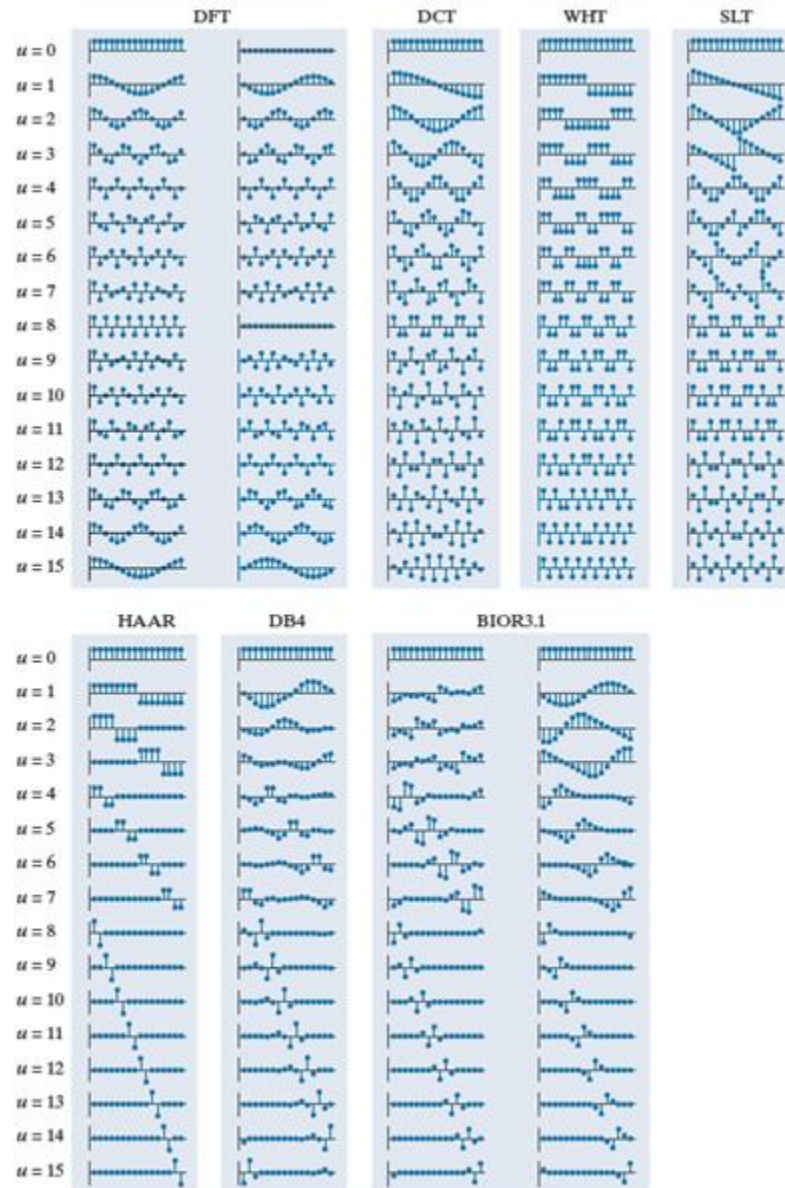 DFT DCT WHT SLT
u = 0
u = 1
u = 2
u = 3
u = 4
u = 5
u = 6
u = 7
u = 8
u = 9
u = 10
u = 11
u = 12
u = 13
u = 14
u = 15
HAAR DB4 BIOR3.1
u = 0
u = 1
u = 2
u = 3
u = 4
u = 5
u = 6
u = 7
u = 8
u = 9
u = 10
u = 11
u = 12
u = 13
u = 14
u = 15